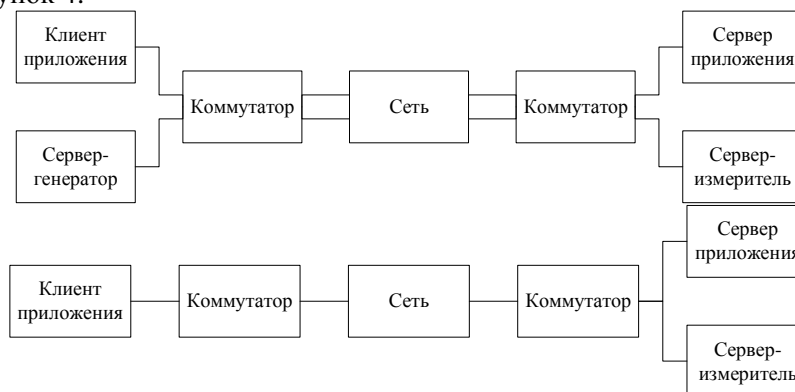 унок 4.
Клиент
приложения
Сервер
приложения
Коммутатор
Сеть
Коммутатор
Сервер-
генератор
Сервер-
измеритель
Сервер
приложения
Клиент
приложения
Коммутатор
Сеть
Коммутатор
Сервер-
измеритель